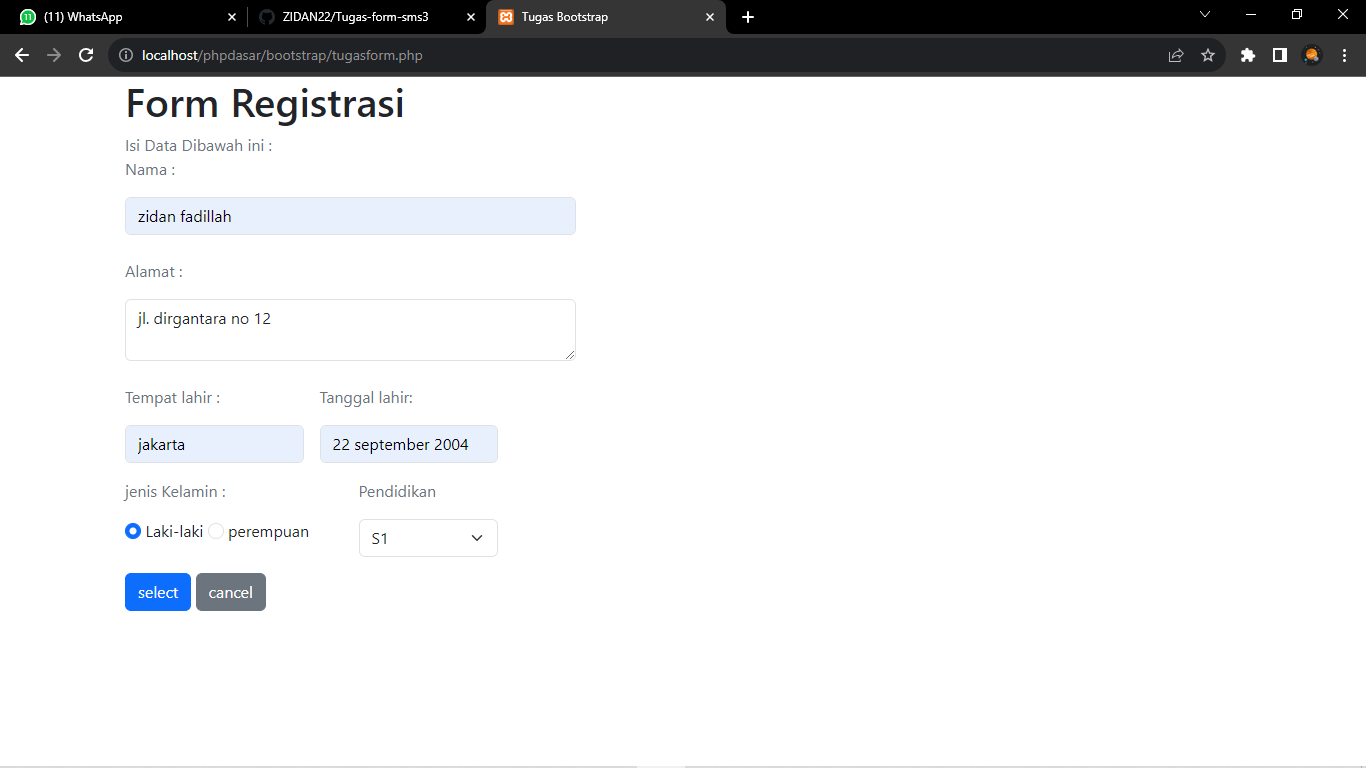 11 (11) WhatsApp ZIDAN22/Tugas-form-sms3 Tugas Bootstrap
localhost/phpdasar/bootstrap/tugasform.php
Form Registrasi
Isi Data Dibawah ini :
Nama :
zidan fadillah
Alamat :
jl. dirgantara no 12
Tempat lahir : Tanggal lahir:
jakarta 22 september 2004
jenis Kelamin : Pendidikan
Laki-laki perempuan S1
select cancel